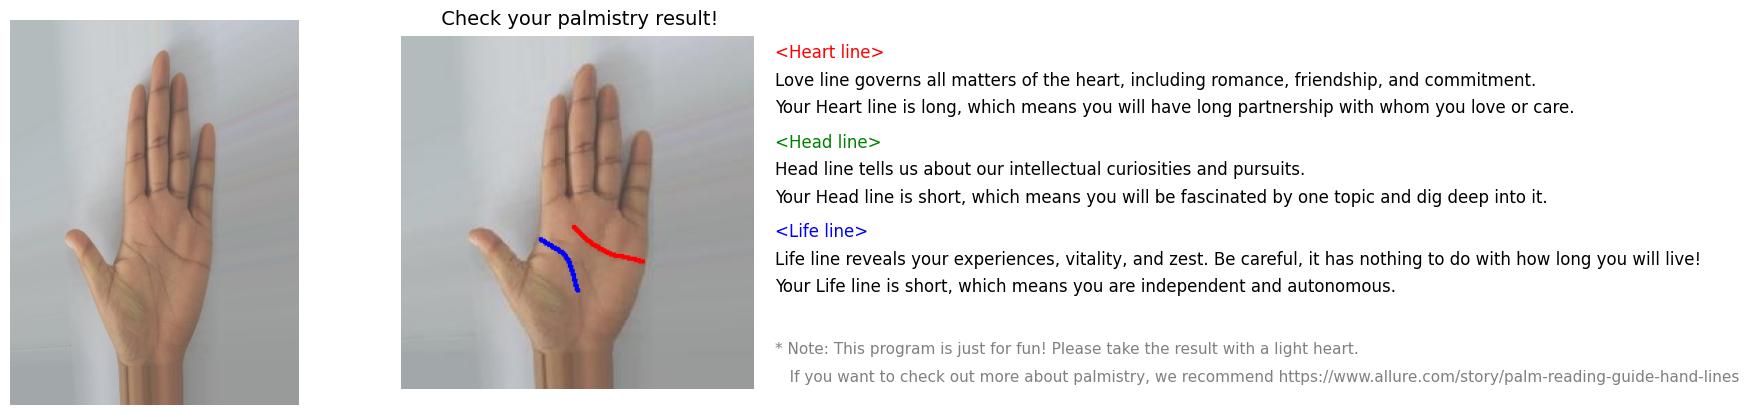 Check your palmistry result!
<Heart line>
Love line governs all matters of the heart, including romance, friendship, and commitment.
Your Heart line is long, which means you will have long partnership with whom you love or care.
<Head line>
Head line tells us about our intellectual curiosities and pursuits.
Your Head line is short, which means you will be fascinated by one topic and dig deep into it.
<Life line>
Life line reveals your experiences, vitality, and zest. Be careful, it has nothing to do with how long you will live!
Your Life line is short, which means you are independent and autonomous.
* Note: This program is just for fun! Please take the result with a light heart.
If you want to check out more about palmistry, we recommend https://www.allure.com/story/palm-reading-guide-hand-lines